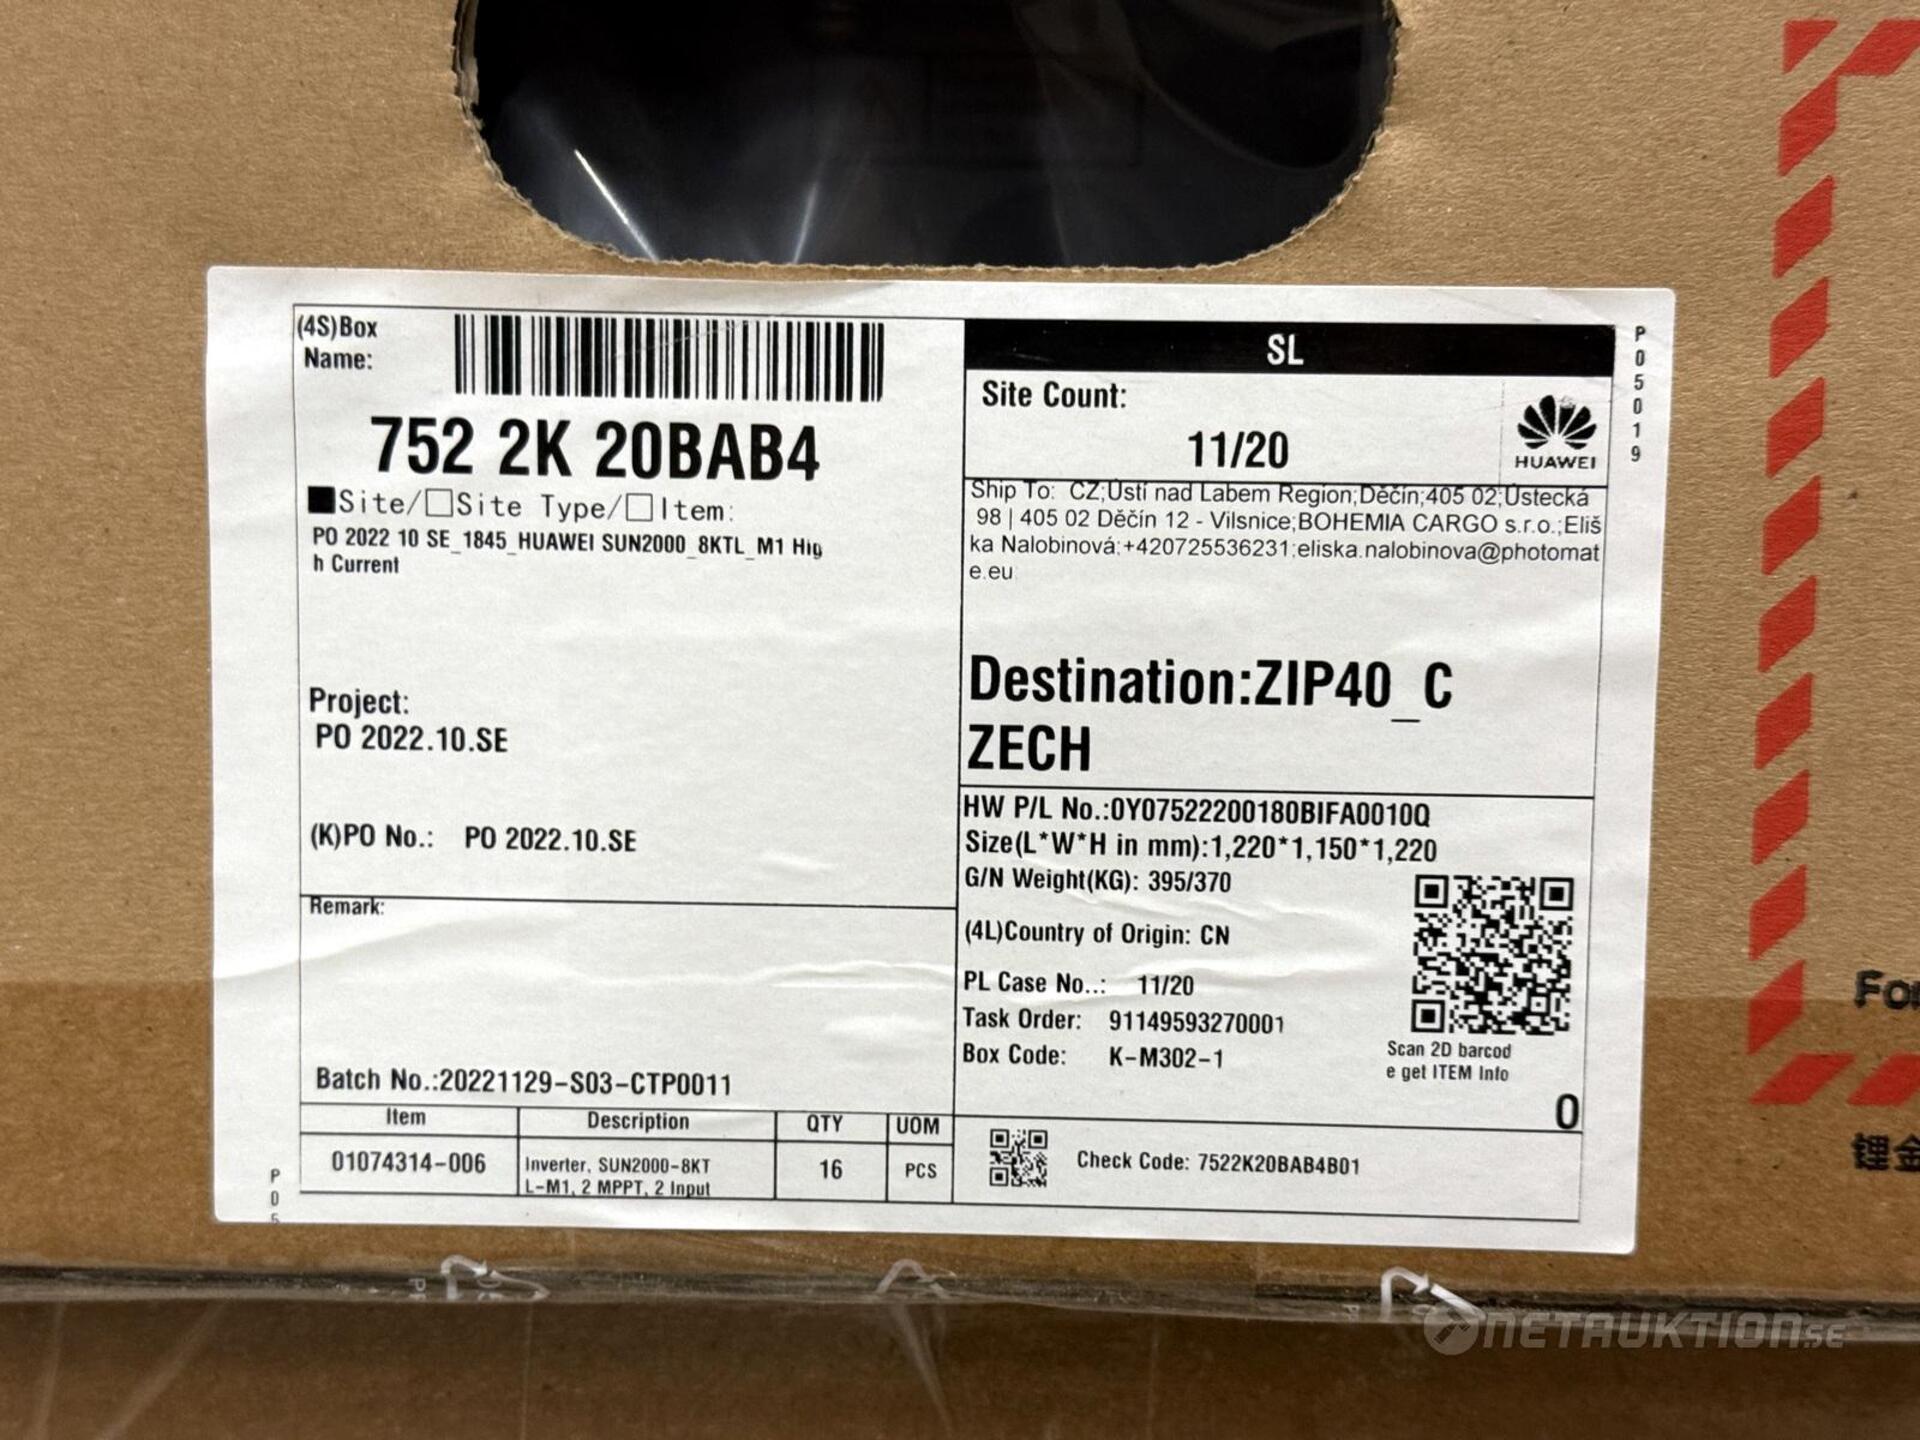 (4S)Box
Name:
752 2K 20BAB4
■Site/□Site Type/□Item:
PO 2022 10 SE_1845_HUAWEI SUN2000_8KTL_M1 Hig
h Current
Project:
PO 2022.10.SE
(K)PO No.: PO 2022.10.SE
Remark:
Batch No.:20221129-S03-CTP0011
Item Description QTY UOM
01074314-006 Inverter, SUN2000-8KT 16 PCS
L-M1, 2 MPPT, 2 Input
SL
Site Count:
11/20
HUAWEI
Ship To: CZ;Ústí nad Labem Region;Děčín;405 02;Ústecká
98 | 405 02 Děčín 12 - Vilsnice;BOHEMIA CARGO s.r.o.;Eliš
ka Nalobinová;+420725536231;eliska.nalobinova@photomat
e.eu
Destination:ZIP40_C
ZECH
HW P/L No.:0Y07522200180BIFA0010Q
Size(L*W*H in mm):1,220*1,150*1,220
G/N Weight(KG): 395/370
(4L)Country of Origin: CN
PL Case No..: 11/20
Task Order: 91149593270001
Box Code: K-M302-1
Scan 2D barcod
e get ITEM Info
0
Check Code: 7522K20BAB4B01
P05019
P05
For
锂金
NETAUKTION.SE